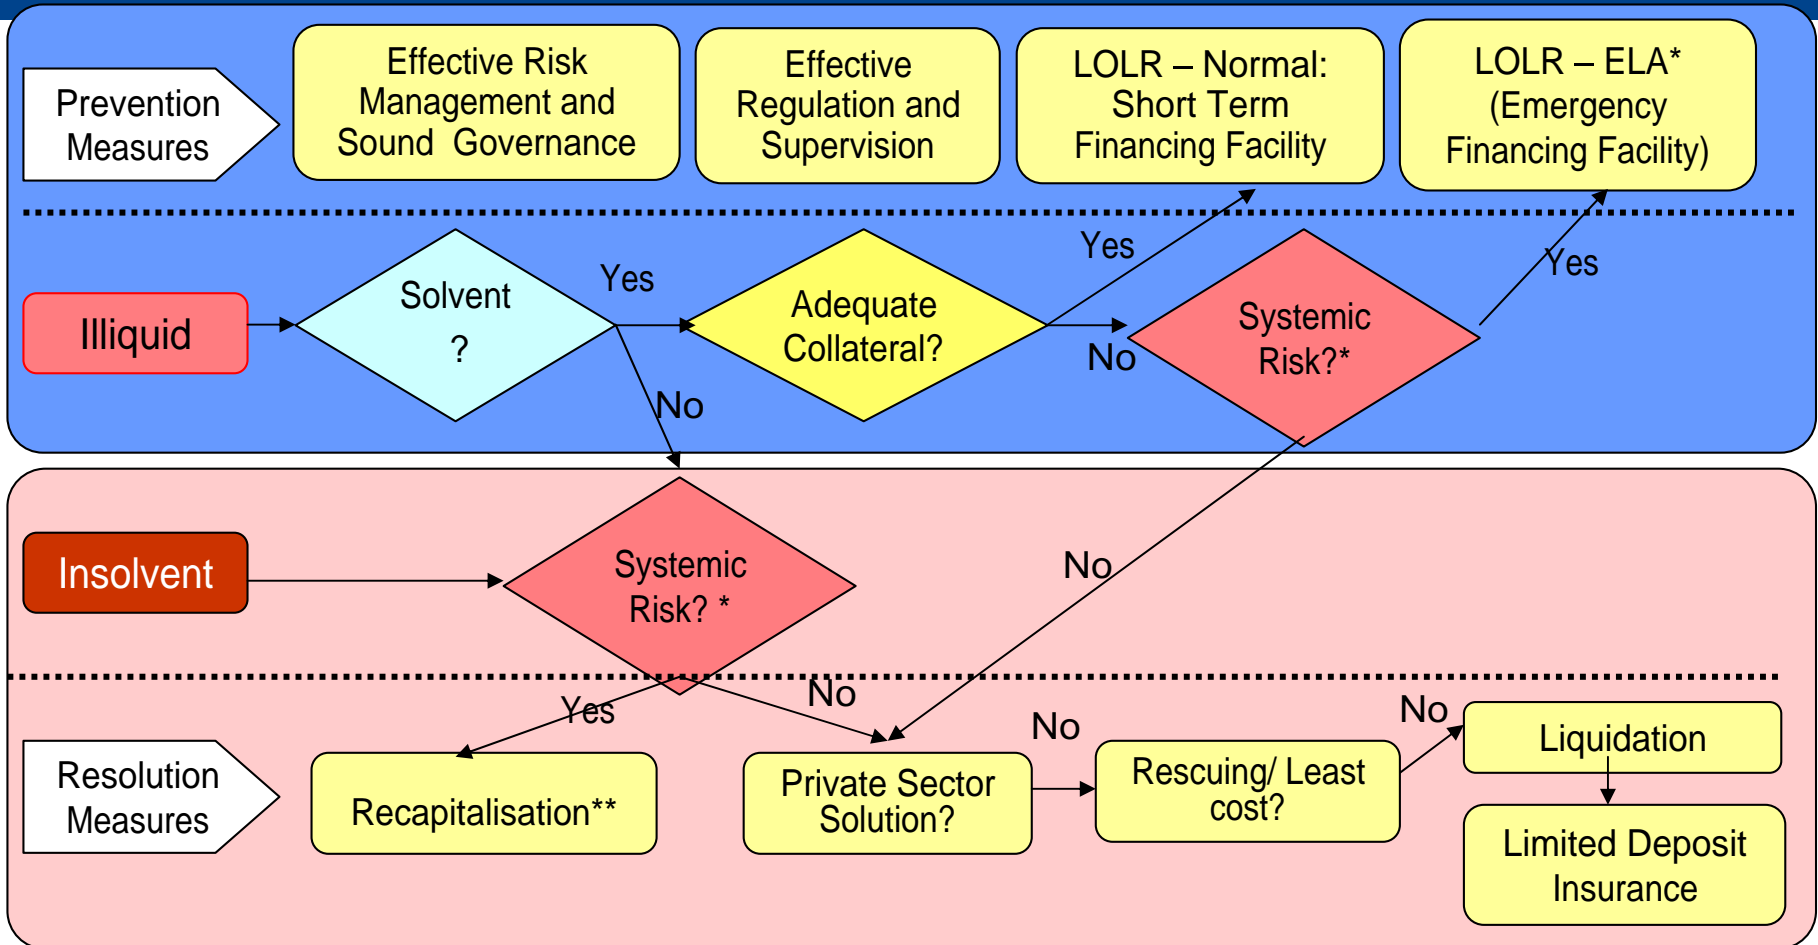 Prevention
Measures
Effective Risk
Management and
Sound Governance
Effective
Regulation and
Supervision
LOLR – Normal:
Short Term
Financing Facility
LOLR – ELA*
(Emergency
Financing Facility)
Illiquid
Solvent
?
Yes
No
Adequate
Collateral?
Yes
No
Systemic
Risk?*
Yes
No
Insolvent
Systemic
Risk? *
Yes
No
Resolution
Measures
Recapitalisation**
Private Sector
Solution?
No
Rescuing/ Least
cost?
No
Liquidation
Limited Deposit
Insurance